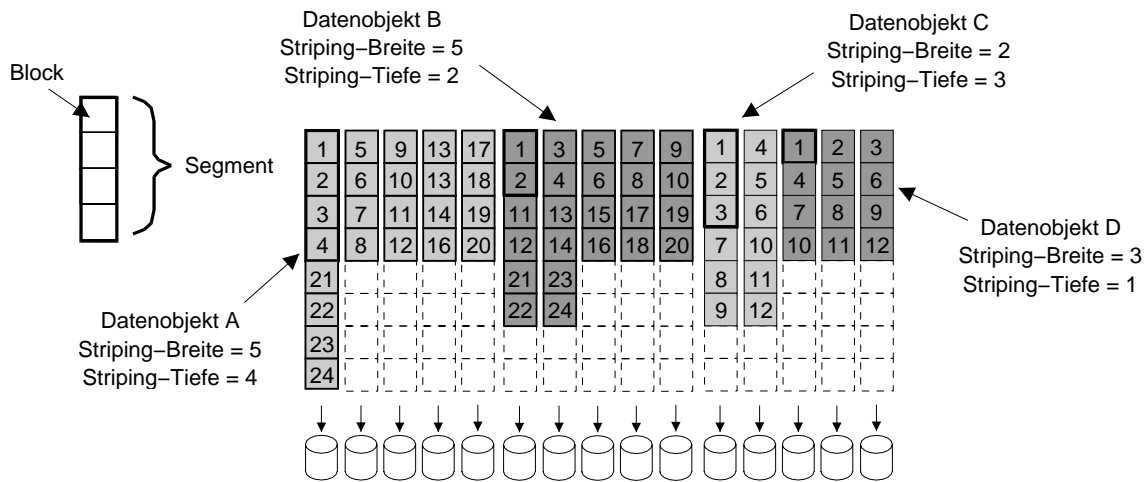 Datenobjekt B
Striping–Breite = 5
Striping–Tiefe = 2
Datenobjekt C
Striping–Breite = 2
Striping–Tiefe = 3
Block
Segment
1 5 9 13 17 1 3 5 7 9 1 4 1 2 3
2 6 10 13 18 2 4 6 8 10 2 5 4 5 6
3 7 11 14 19 11 13 15 17 19 3 6 7 8 9
4 8 12 16 20 12 14 16 18 20 7 10 10 11 12
21 21 23 8 11
22 22 24 9 12
23
24
Datenobjekt D
Striping–Breite = 3
Striping–Tiefe = 1
Datenobjekt A
Striping–Breite = 5
Striping–Tiefe = 4